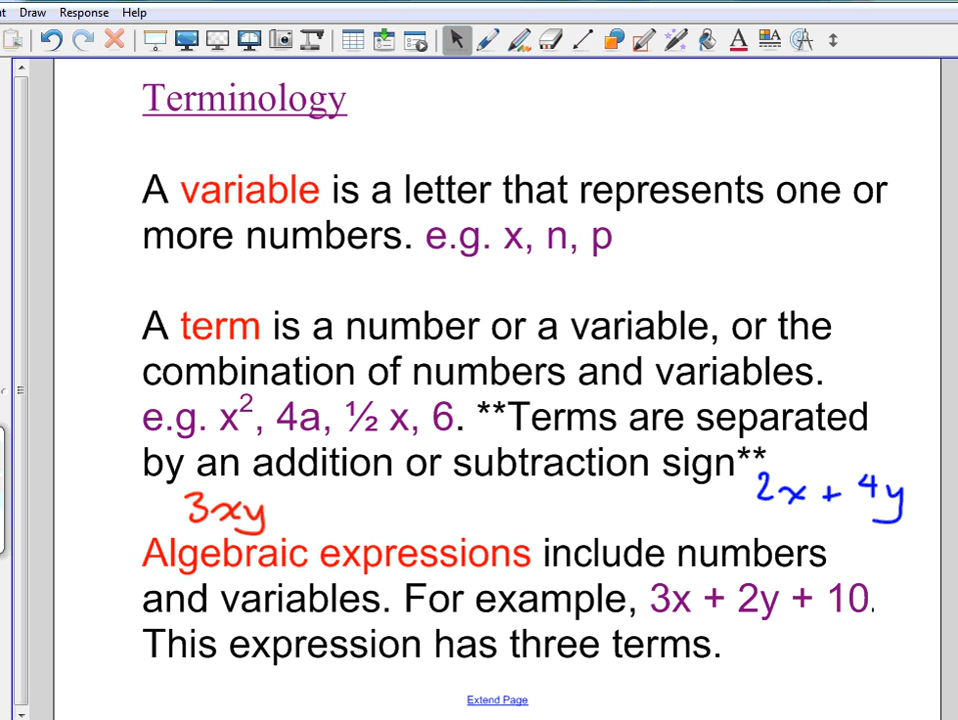 Draw Response Help
Terminology
A variable is a letter that represents one or
more numbers. e.g. x, n, p
A term is a number or a variable, or the
combination of numbers and variables.
e.g. x², 4a, ½ x, 6. **Terms are separated
by an addition or subtraction sign**
2x + 4y
3xy
Algebraic expressions include numbers
and variables. For example, 3x + 2y + 10.
This expression has three terms.
Extend Page